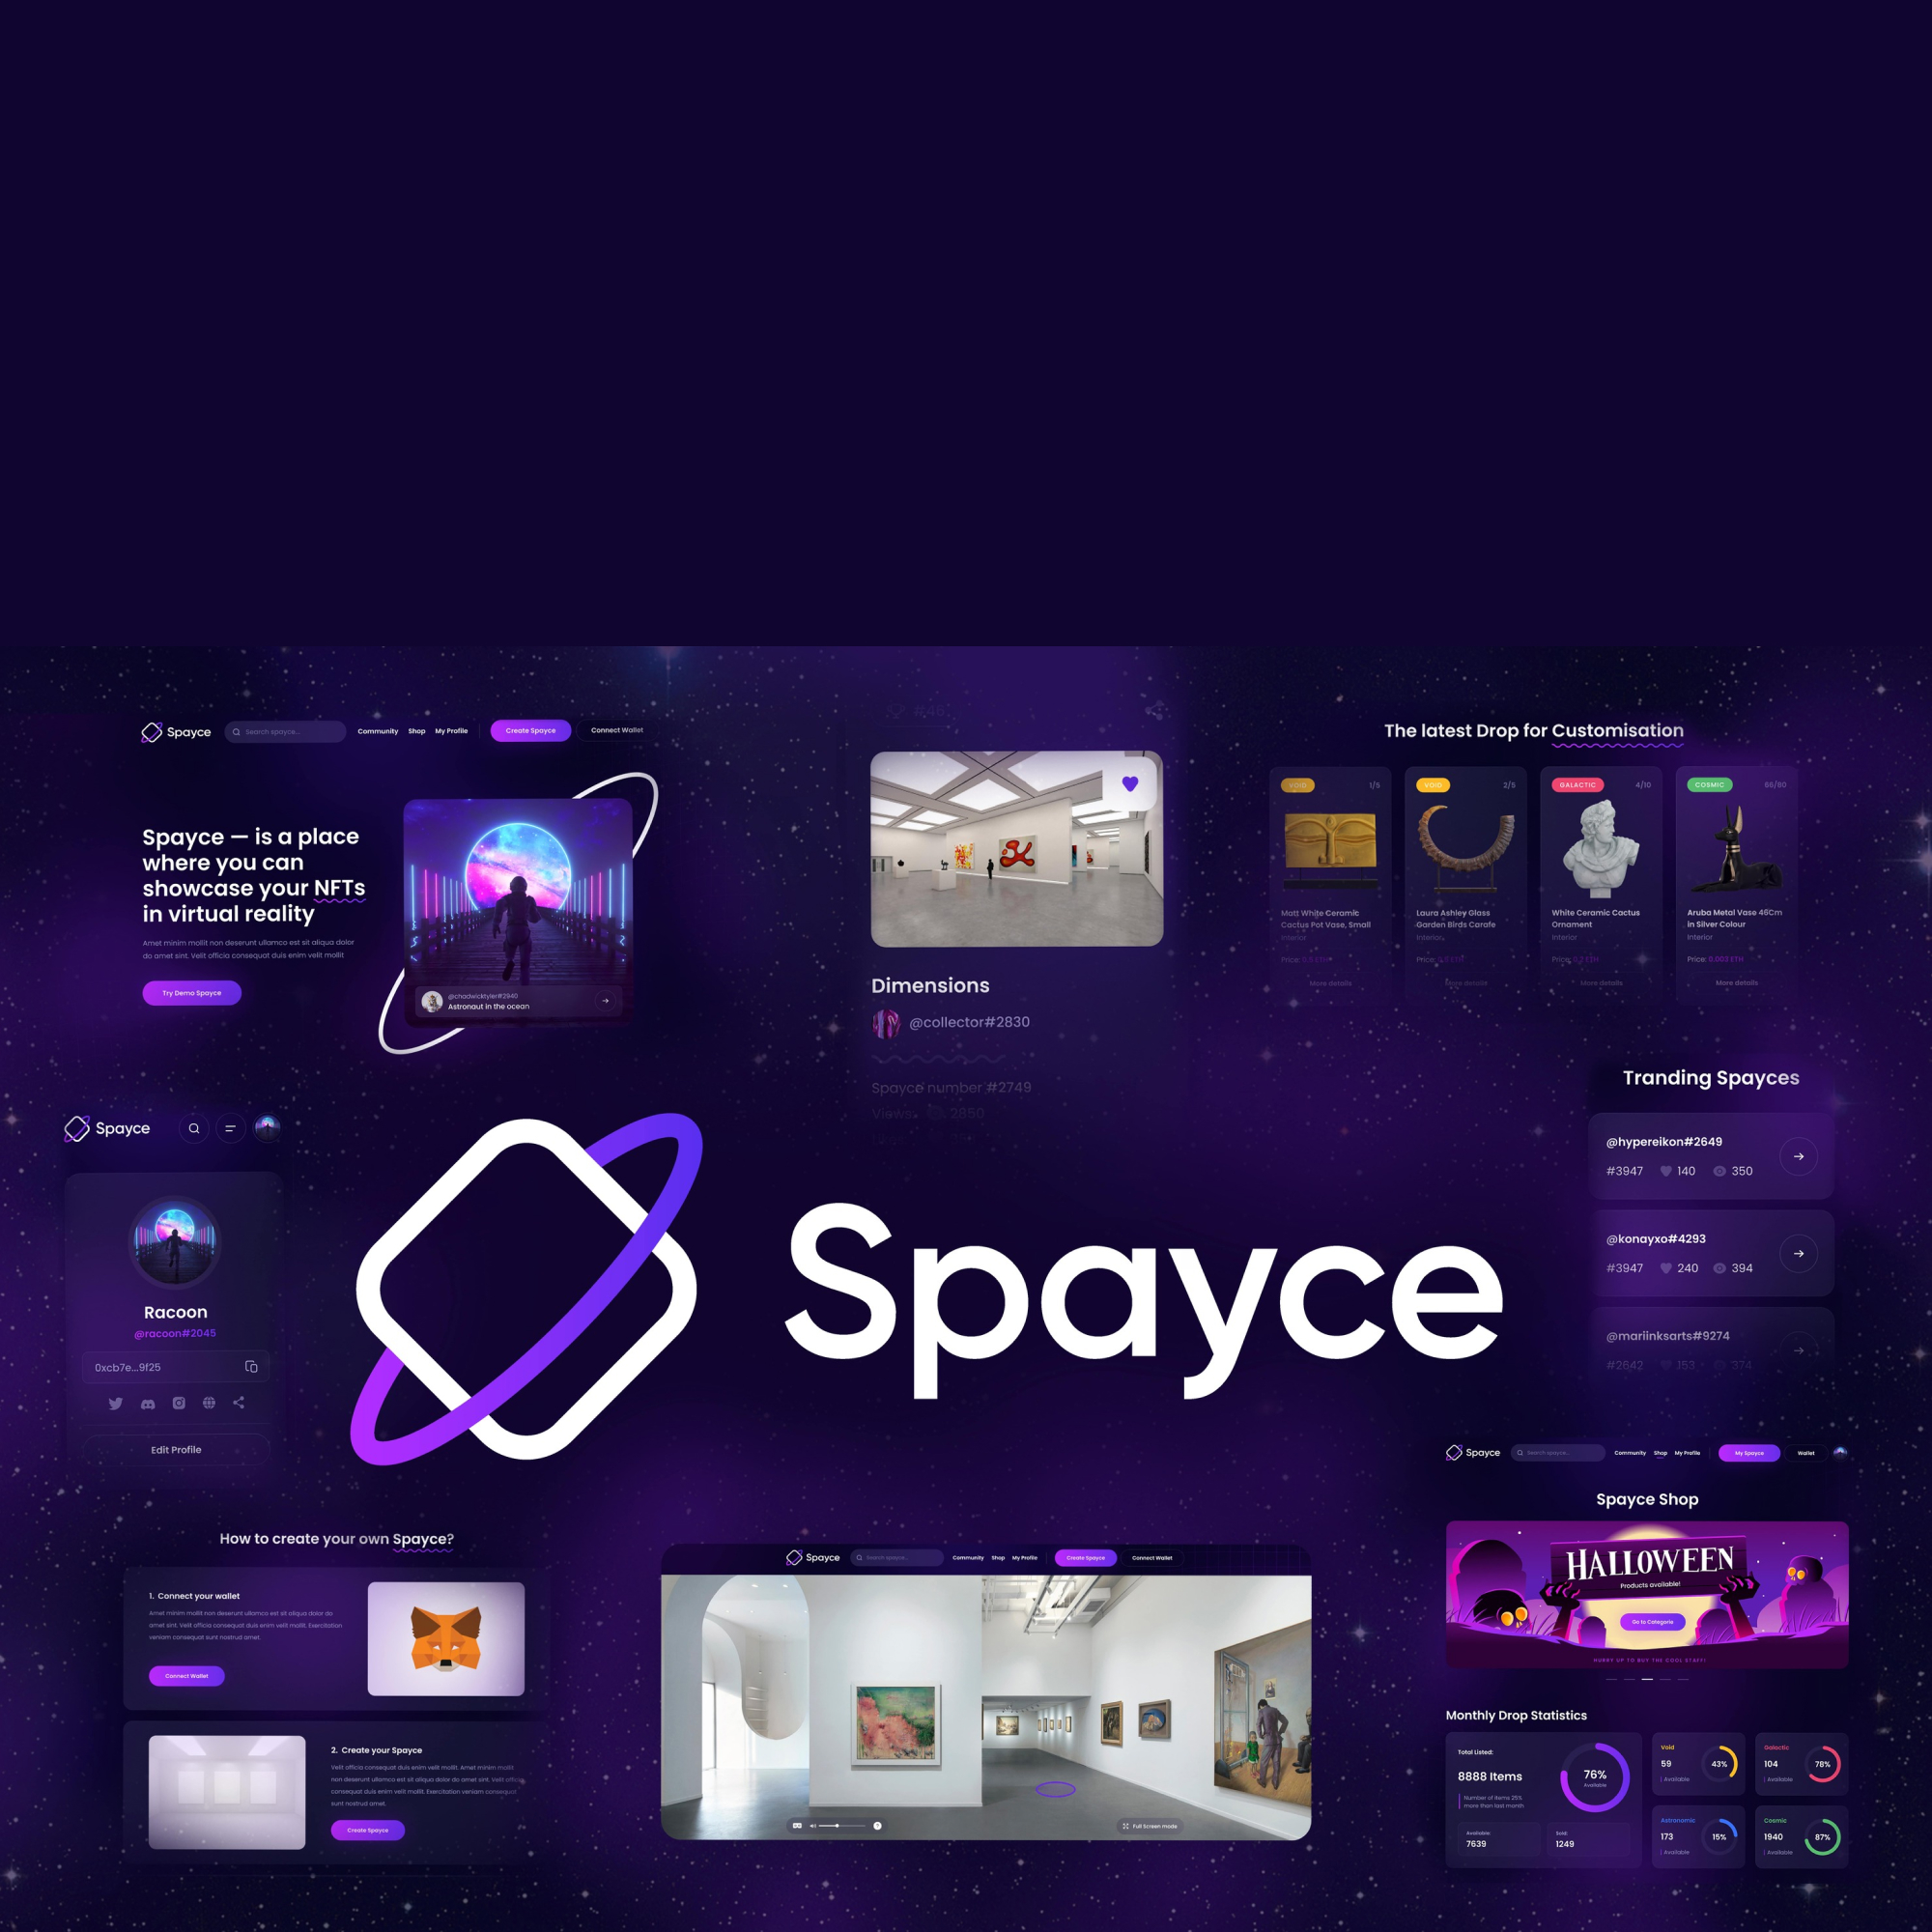 Spayce
Search spayce...
Community
Shop
My Profile
Create Spayce
Connect Wallet
Spayce — is a place
where you can
showcase your NFTs
in virtual reality
Amet minim mollit non deserunt ullamco est sit aliqua dolor
do amet sint. Velit officia consequat duis enim velit mollit
Try Demo Spayce
@chadwicktyler#2940
Astronaut in the ocean
Dimensions
@collector#2830
Spayce number #2749
Views:
2850
The latest Drop for Customisation
VOID
1/5
Matt White Ceramic
Cactus Pot Vase, Small
Interior
Price:
More details
VOID
2/5
Laura Ashley Glass
Garden Birds Carafe
Interior
Price:
More details
GALACTIC
4/10
White Ceramic Cactus
Ornament
Interior
Price:
More details
COSMIC
Aruba Metal Vase 46Cm
in Silver Colour
Interior
Price: 0.003 ETH
More details
Tranding Spayces
@hypereikon#2649
#3947
140
350
@konayxo#4293
#3947
240
394
@mariinksarts#9274
#2642
153
374
Spayce
Racoon
@racoon#2045
0xcb7e...9f25
Edit Profile
Spayce
How to create your own Spayce?
1. Connect your wallet
Amet minim mollit non deserunt ullamco est sit aliqua dolor do
amet sint. Velit officia consequat duis enim velit mollit. Exercitation
veniam consequat sunt nostrud amet.
Connect Wallet
2. Create your Spayce
Velit officia consequat duis enim velit mollit. Amet minim mollit
non deserunt ullamco est sit aliqua dolor do amet sint. Velit officia
consequat duis enim velit mollit. Exercitation veniam consequat
sunt nostrud amet.
Create Spayce
Spayce
Search spayce...
Community
Shop
My Profile
Create Spayce
Connect Wallet
Full Screen mode
Spayce
Search spayce...
Community
Shop
My Profile
My Spayce
Wallet
Spayce Shop
HALLOWEEN
Products available!
Go to Categorie
HURRY UP TO BUY THE COOL STUFF!
Monthly Drop Statistics
Total Listed:
8888 Items
Number of items 25%
more than last month
76%
Available
Available:
7639
Sold:
1249
Void
59
Available
43%
Galactic
104
Available
78%
Astronomic
173
Available
15%
Cosmic
1940
Available
87%